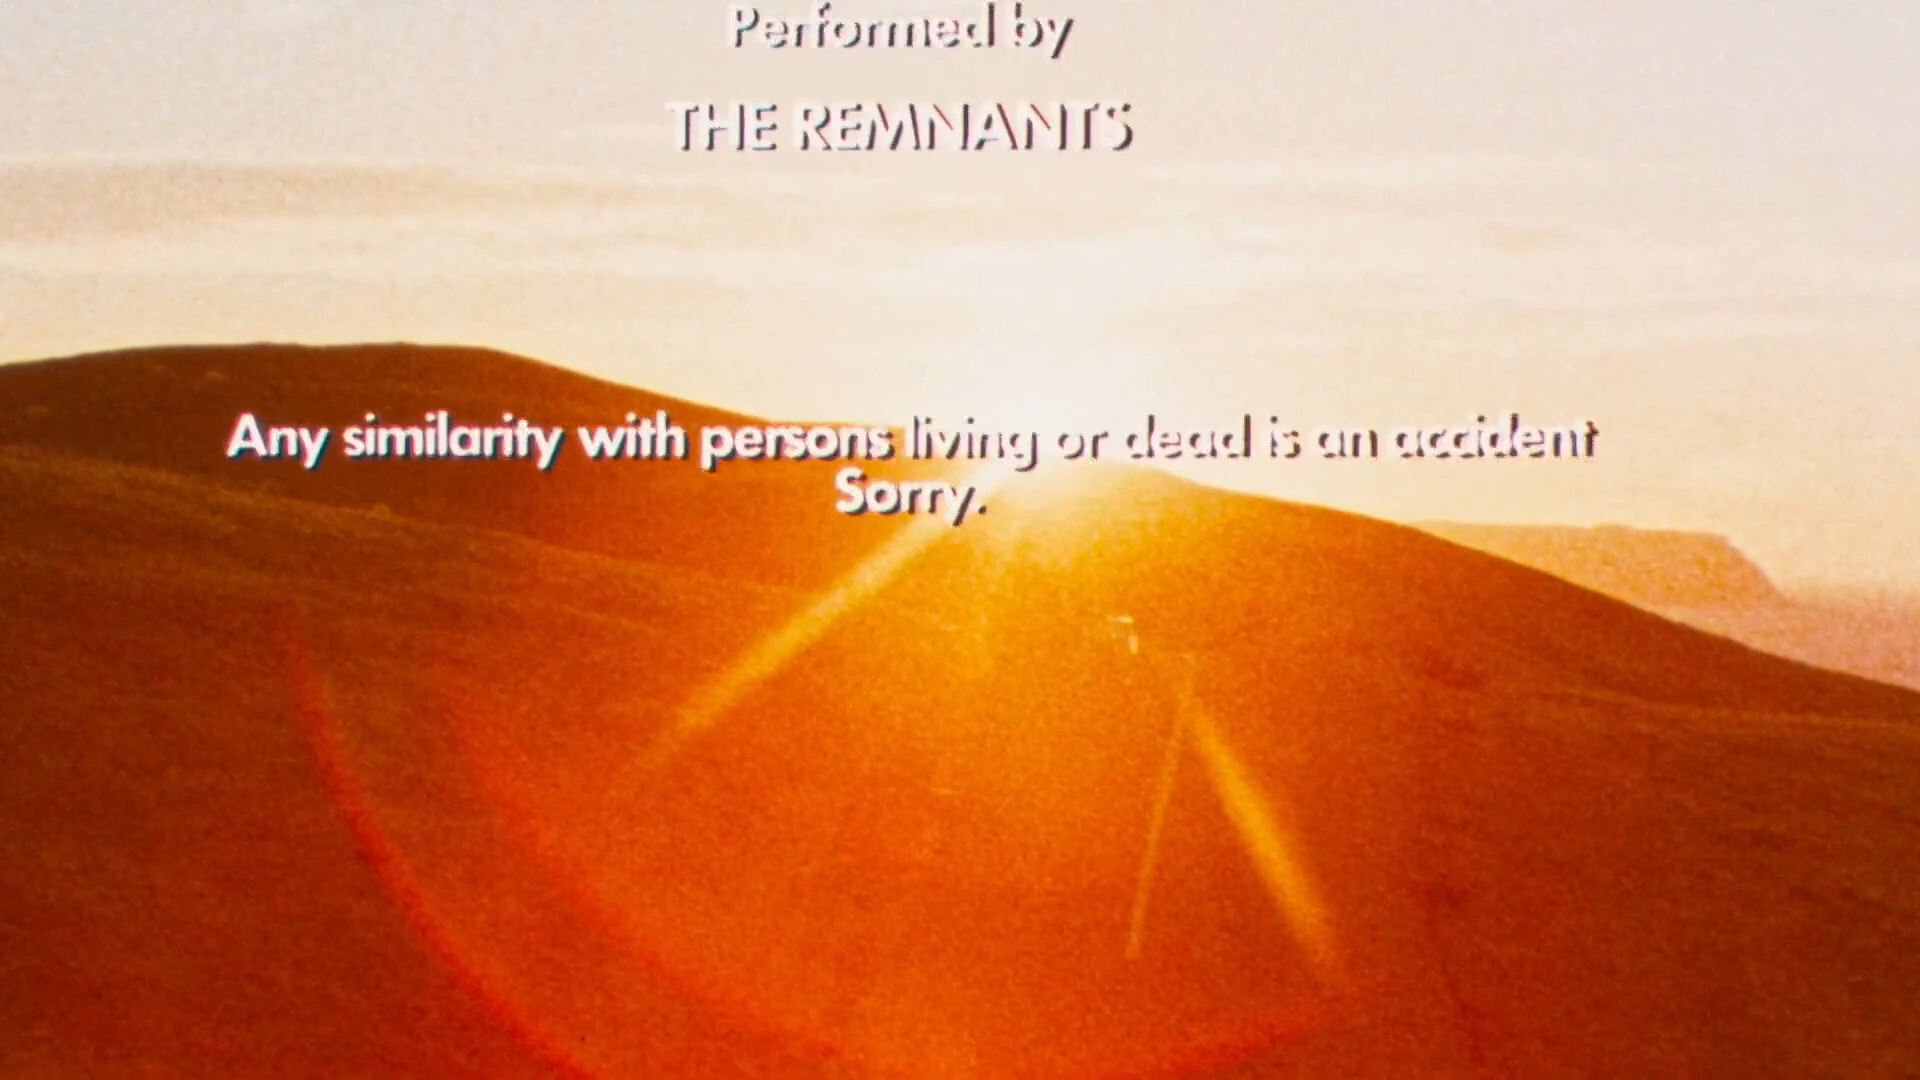 Performed by
THE REMNANTS
Any similarity with persons living or dead is an accident
Sorry.